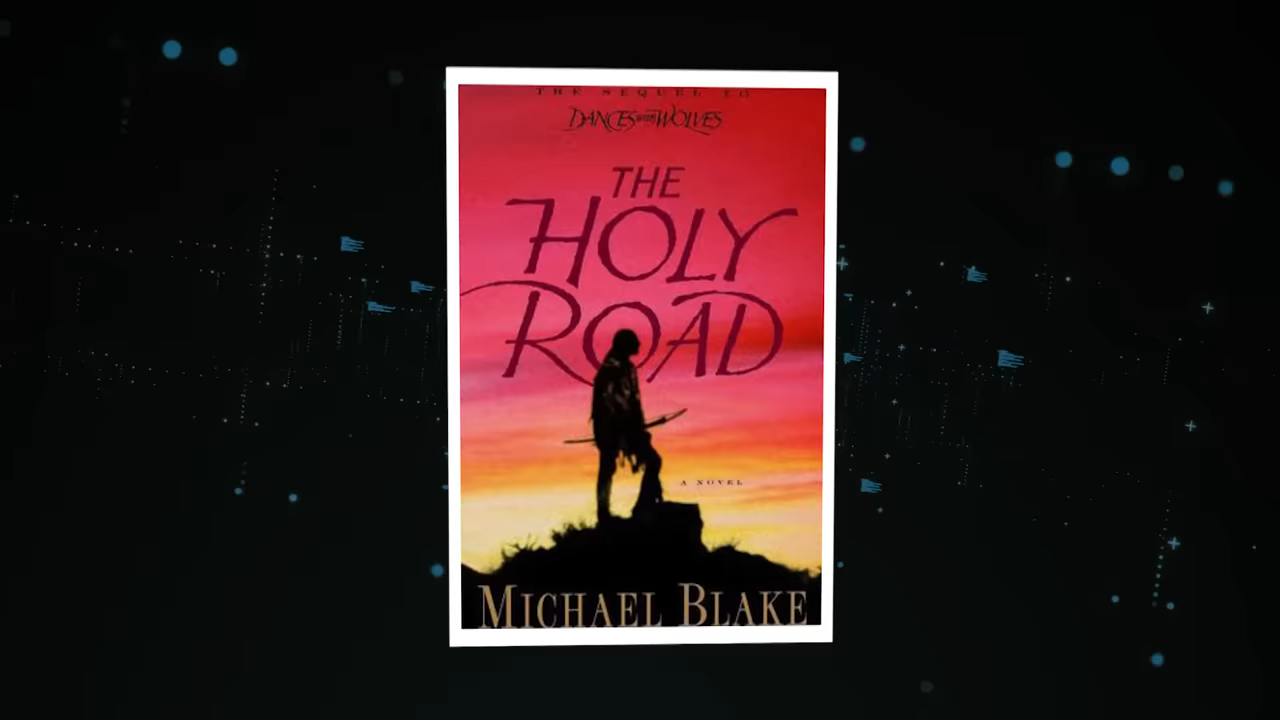 THE SEQUEL TO
DANCES WITH WOLVES
THE
HOLY
ROAD
A NOVEL
MICHAEL BLAKE